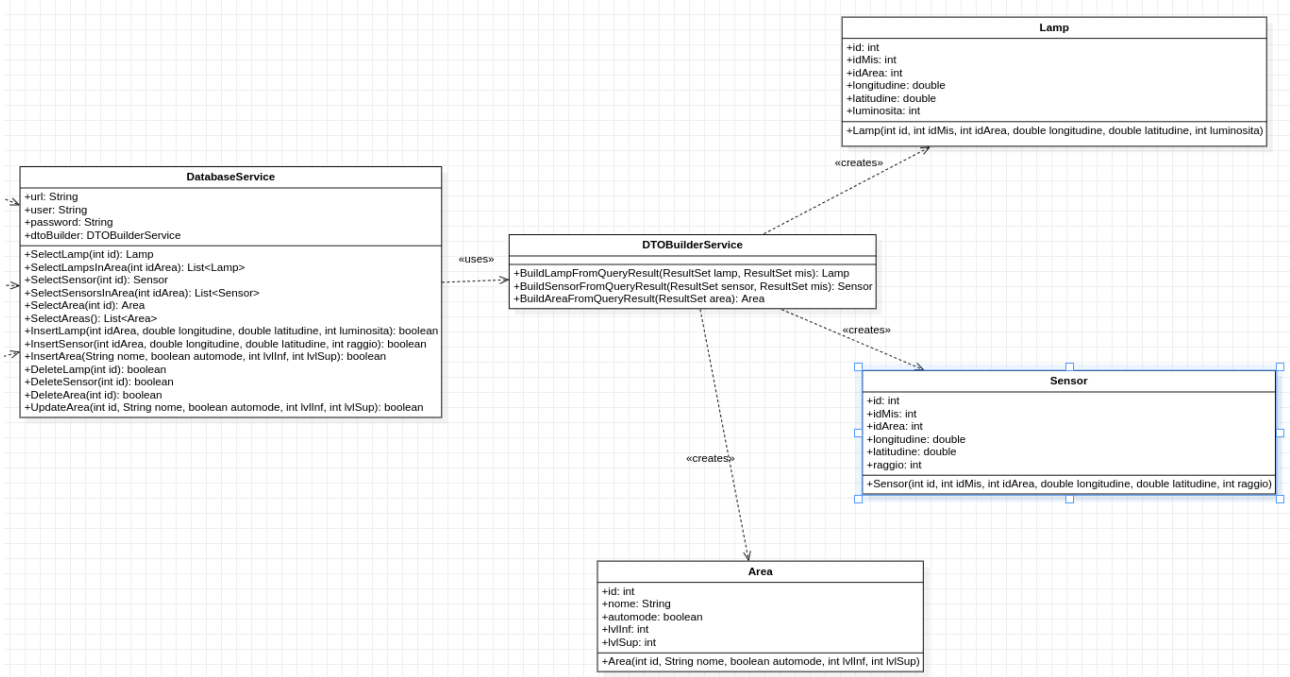 Lamp
+id: int
+idMis: int
+idArea: int
+longitudine: double
+latitudine: double
+luminosita: int
+Lamp(int id, int idMis, int idArea, double longitudine, double latitudine, int luminosita)
«creates»
DatabaseService
+url: String
+user: String
+password: String
+dtoBuilder: DTOBuilderService
+SelectLamp(int id): Lamp
+SelectLampsInArea(int idArea): List<Lamp>
+SelectSensor(int id): Sensor
+SelectSensorsInArea(int idArea): List<Sensor>
+SelectArea(int id): Area
+SelectAreas(): List<Area>
+InsertLamp(int idArea, double longitudine, double latitudine, int luminosita): boolean
+InsertSensor(int idArea, double longitudine, double latitudine, int raggio): boolean
+InsertArea(String nome, boolean automode, int lvlInf, int lvlSup): boolean
+DeleteLamp(int id): boolean
+DeleteSensor(int id): boolean
+DeleteArea(int id): boolean
+UpdateArea(int id, String nome, boolean automode, int lvlInf, int lvlSup): boolean
«uses»
DTOBuilderService
+BuildLampFromQueryResult(ResultSet lamp, ResultSet mis): Lamp
+BuildSensorFromQueryResult(ResultSet sensor, ResultSet mis): Sensor
+BuildAreaFromQueryResult(ResultSet area): Area
«creates»
Sensor
+id: int
+idMis: int
+idArea: int
+longitudine: double
+latitudine: double
+raggio: int
+Sensor(int id, int idMis, int idArea, double longitudine, double latitudine, int raggio)
«creates»
Area
+id: int
+nome: String
+automode: boolean
+lvlInf: int
+lvlSup: int
+Area(int id, String nome, boolean automode, int lvlInf, int lvlSup)